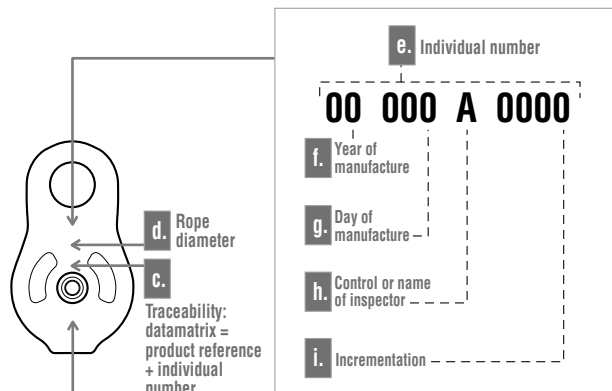 e. Individual number
00 000 A 0000
f. Year of
manufacture
g. Day of
manufacture
h. Control or name
of inspector
i. Incrementation
d. Rope
diameter
c.
Traceability:
datamatrix =
product reference
+ individual
number